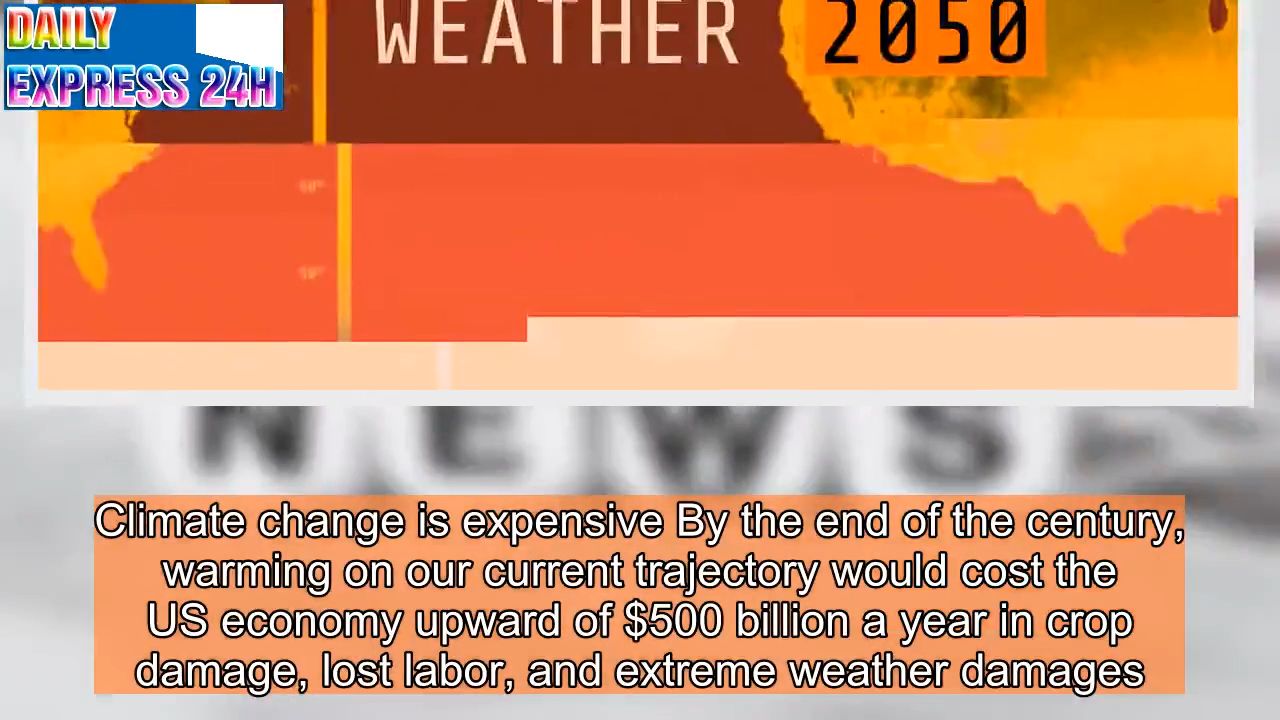 DAILY
EXPRESS 24H
WEATHER 2050
NEWS
Climate change is expensive By the end of the century,
warming on our current trajectory would cost the
US economy upward of $500 billion a year in crop
damage, lost labor, and extreme weather damages